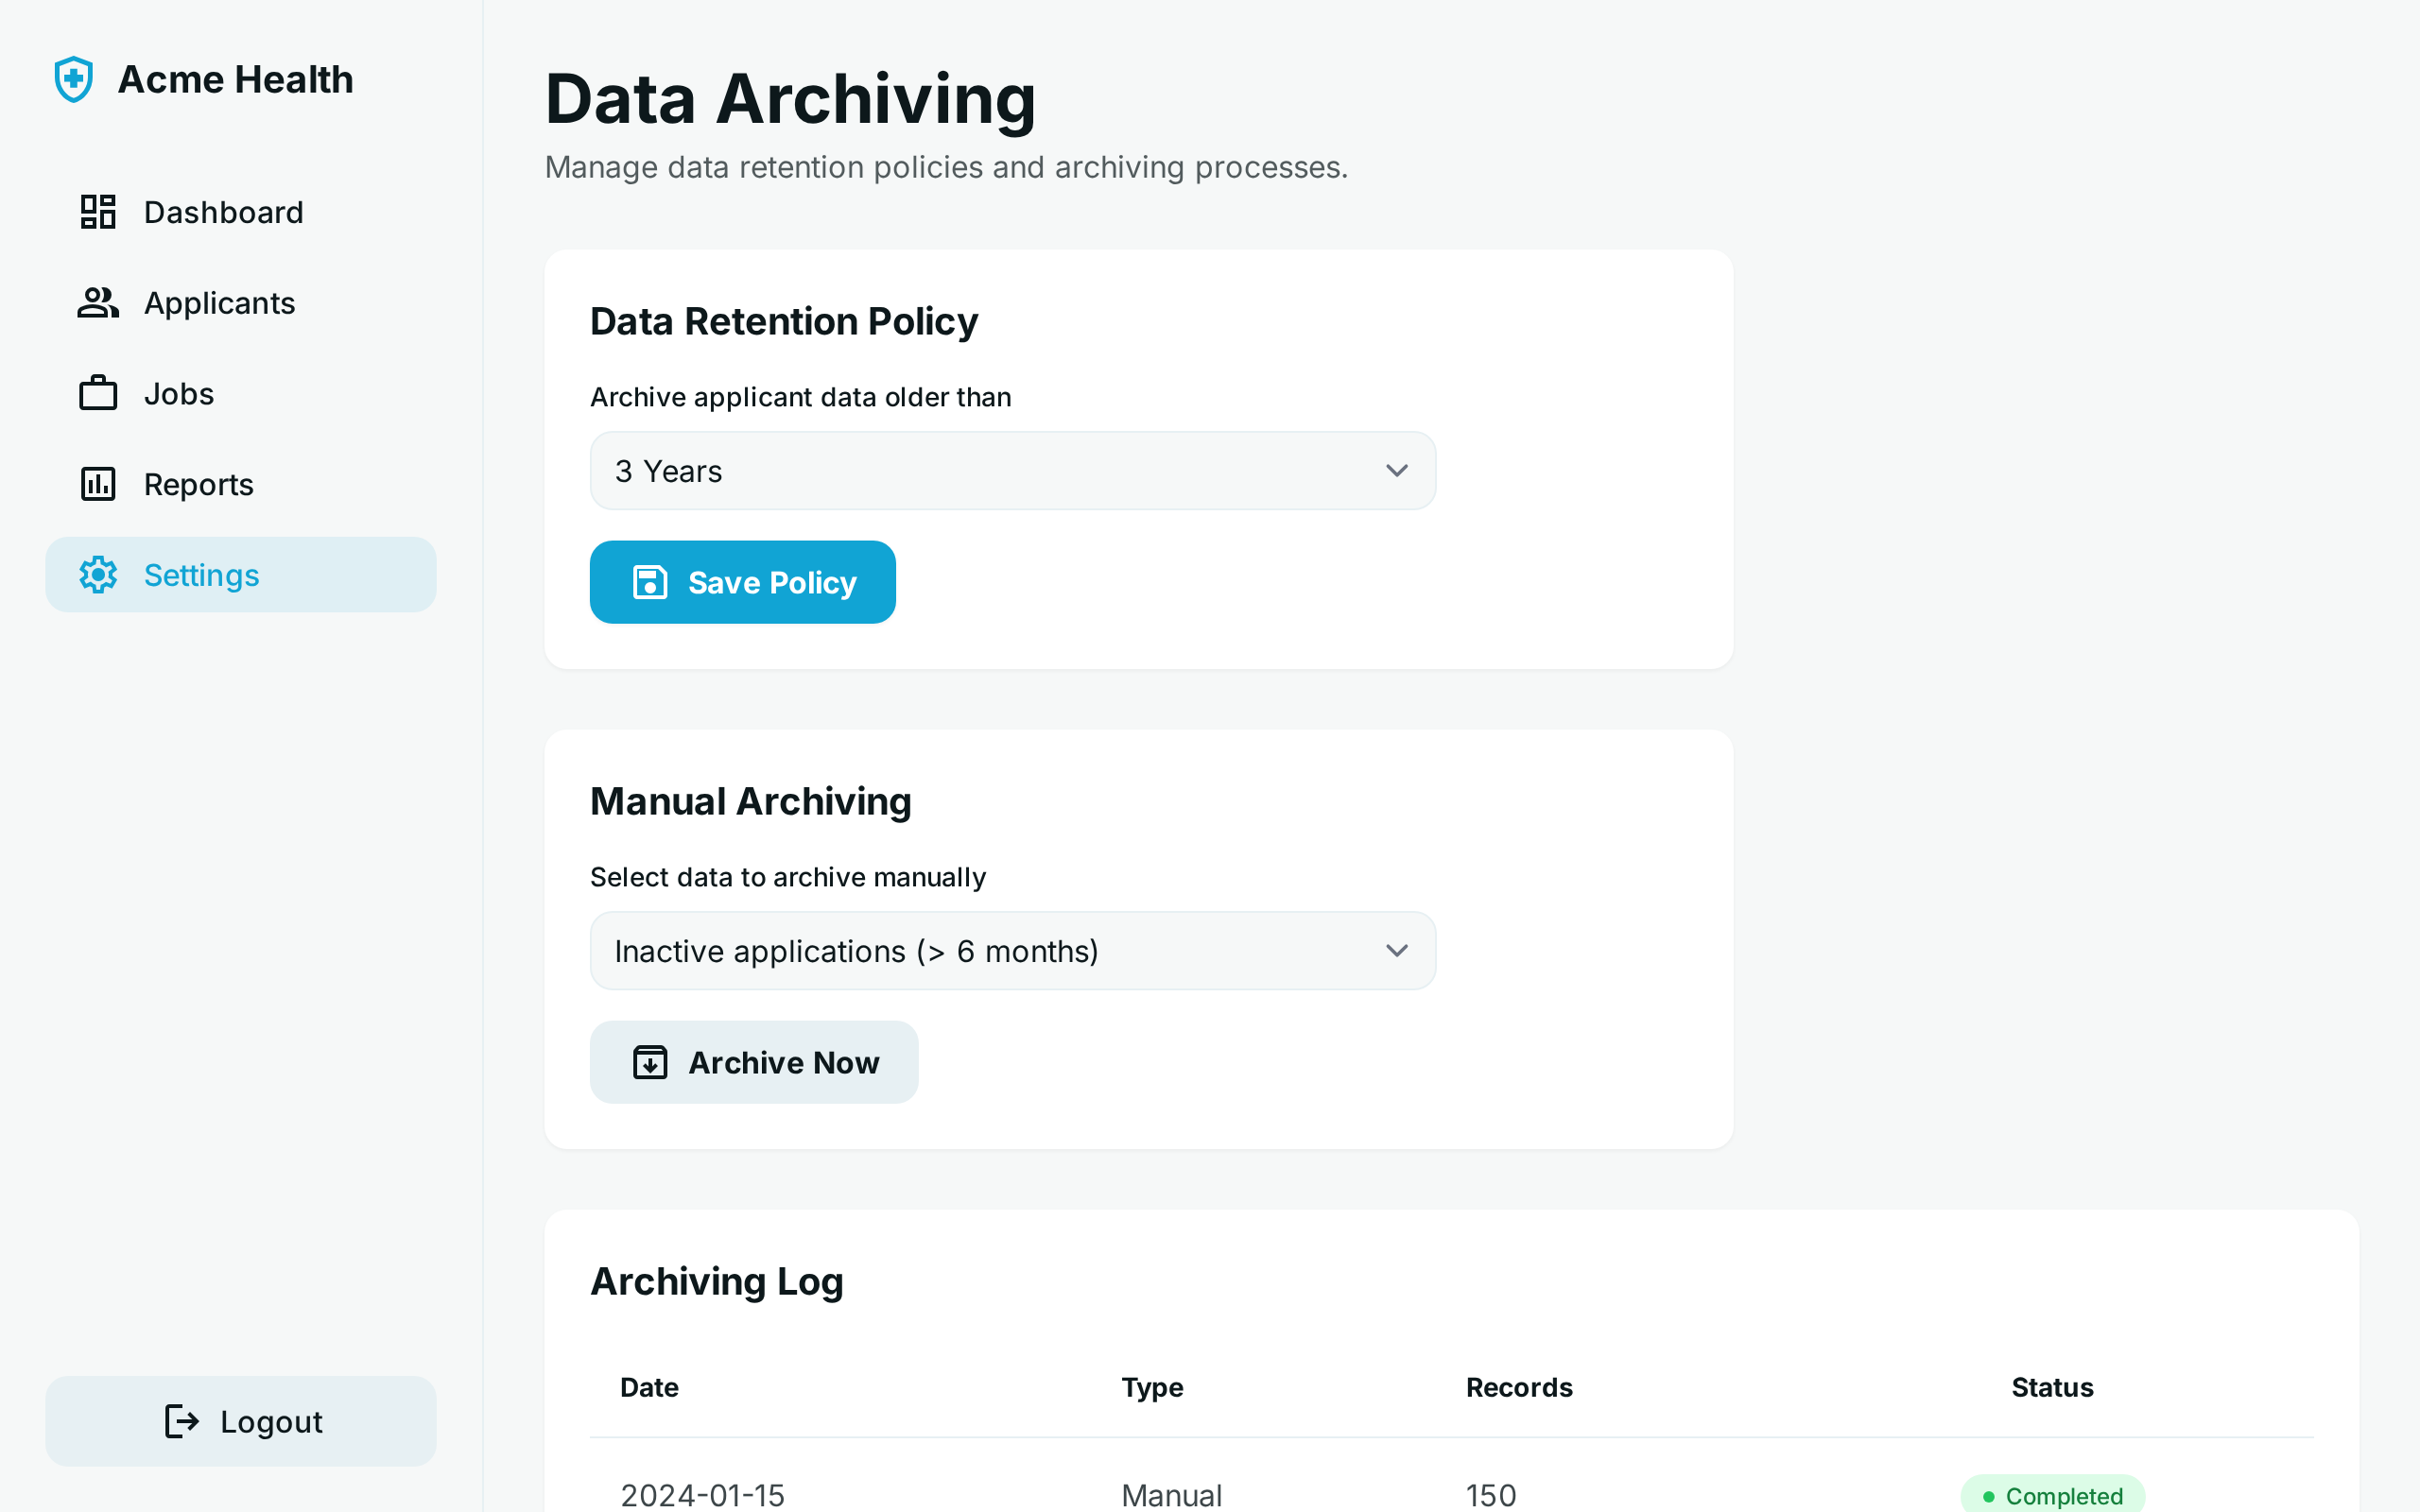 Acme Health
Dashboard
Applicants
Jobs
Reports
Settings
Logout
Data Archiving
Manage data retention policies and archiving processes.
Data Retention Policy
Archive applicant data older than
3 Years
Save Policy
Manual Archiving
Select data to archive manually
Inactive applications (> 6 months)
Archive Now
Archiving Log
Date Type Records Status
2024-01-15 Manual 150 Completed